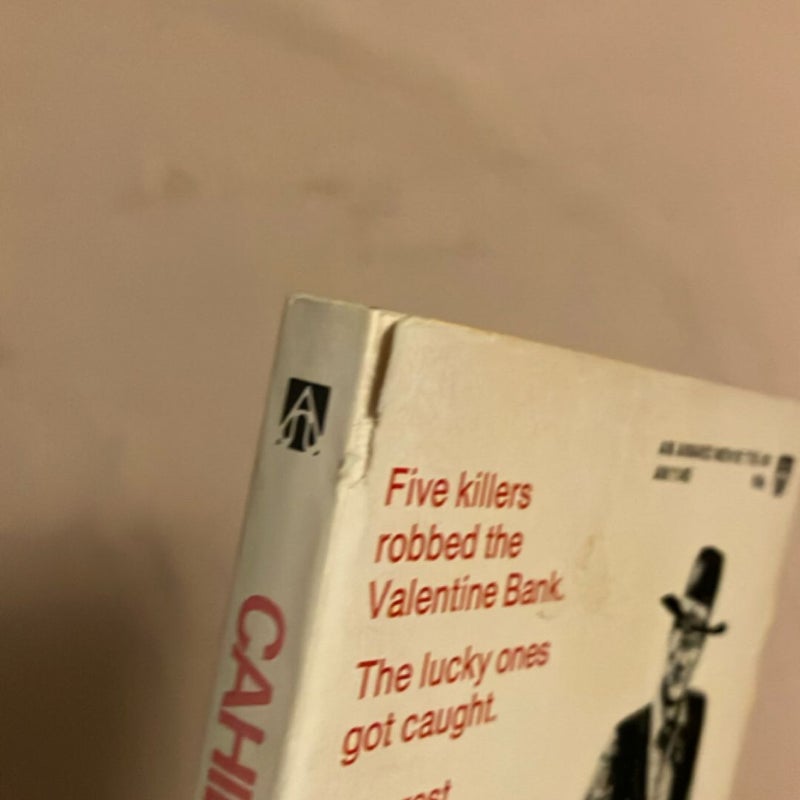 CAHI
Five killers
robbed the
Valentine Bank.
The lucky ones
got caught.